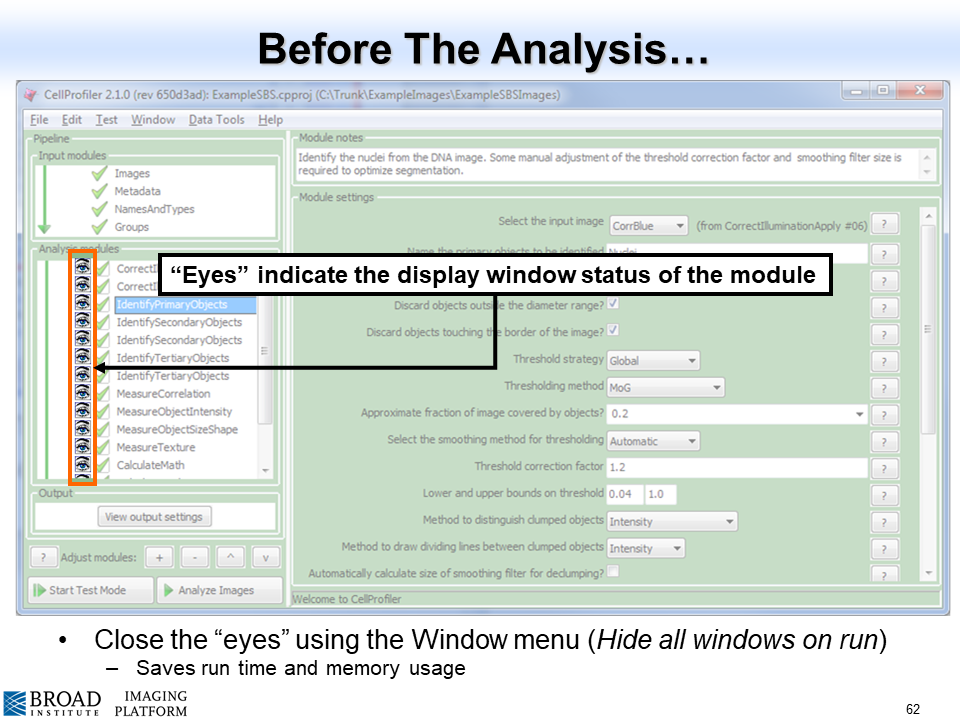 Before The Analysis…
CellProfiler 2.1.0 (rev 650d3ad): ExampleSBS.cpproj (C:\Trunk\ExampleImages\ExampleSBSImages)
File Edit Test Window Data Tools Help
Pipeline
Input modules
Images
Metadata
NamesAndTypes
Groups
Analysis modules
CorrectI
CorrectI
IdentifyPrimaryObjects
IdentifySecondaryObjects
IdentifySecondaryObjects
IdentifyTertiaryObjects
IdentifyTertiaryObjects
MeasureCorrelation
MeasureObjectIntensity
MeasureObjectSizeShape
MeasureTexture
CalculateMath
Output
View output settings
? Adjust modules: + - ^ v
Start Test Mode
Analyze Images
Module notes
Identify the nuclei from the DNA image. Some manual adjustment of the threshold correction factor and smoothing filter size is
required to optimize segmentation.
Module settings
Select the input image CorrBlue (from CorrectIlluminationApply #06) ?
Name the primary objects to be identified Nuclei ?
“Eyes” indicate the display window status of the module
?
Discard objects outside the diameter range? ?
Discard objects touching the border of the image? ?
Threshold strategy Global ?
Thresholding method MoG ?
Approximate fraction of image covered by objects? 0.2 ?
Select the smoothing method for thresholding Automatic ?
Threshold correction factor 1.2 ?
Lower and upper bounds on threshold 0.04 1.0 ?
Method to distinguish clumped objects Intensity ?
Method to draw dividing lines between clumped objects Intensity ?
Automatically calculate size of smoothing filter for declumping? ?
Welcome to CellProfiler
• Close the “eyes” using the Window menu (Hide all windows on run)
– Saves run time and memory usage
BROAD
INSTITUTE
IMAGING
PLATFORM
62